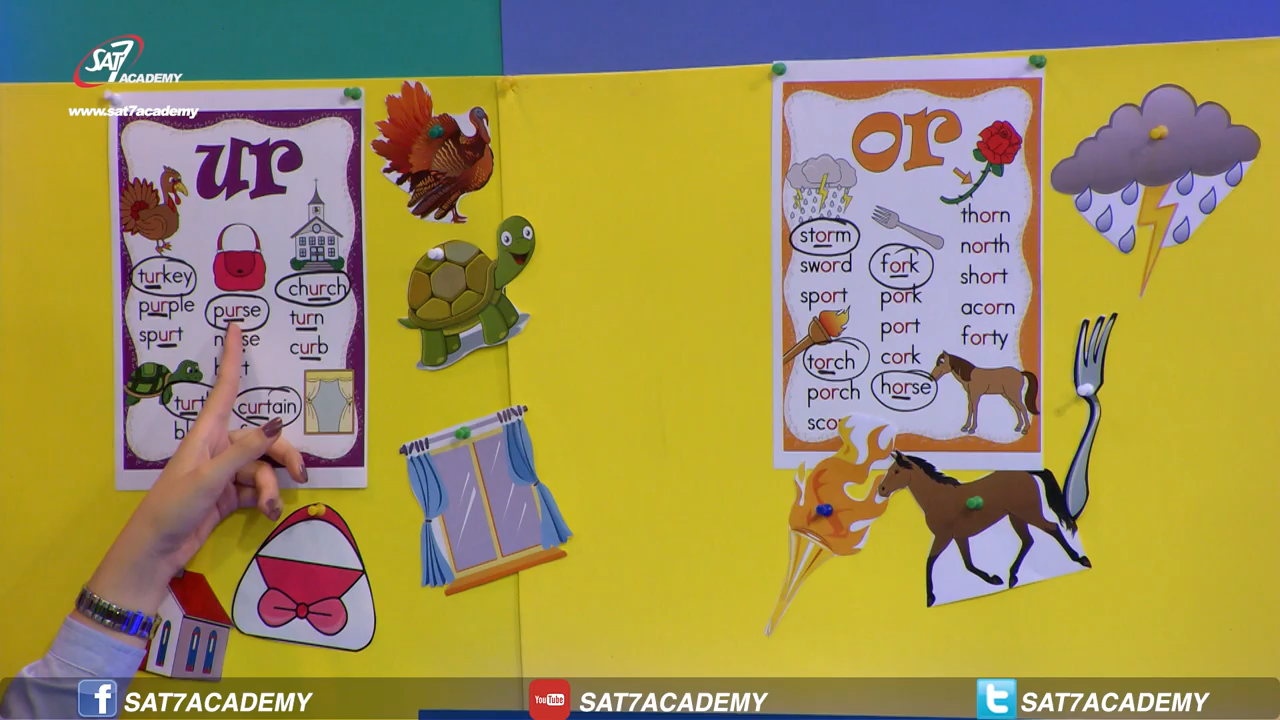 SAT7
ACADEMY
www.sat7academy
ur
turkey
purple
spurt
purse
church
turn
curb
curtain
or
storm
sword
sport
torch
porch
fork
pork
port
cork
horse
thorn
north
short
acorn
forty
SAT7ACADEMY
YouTube
SAT7ACADEMY
SAT7ACADEMY